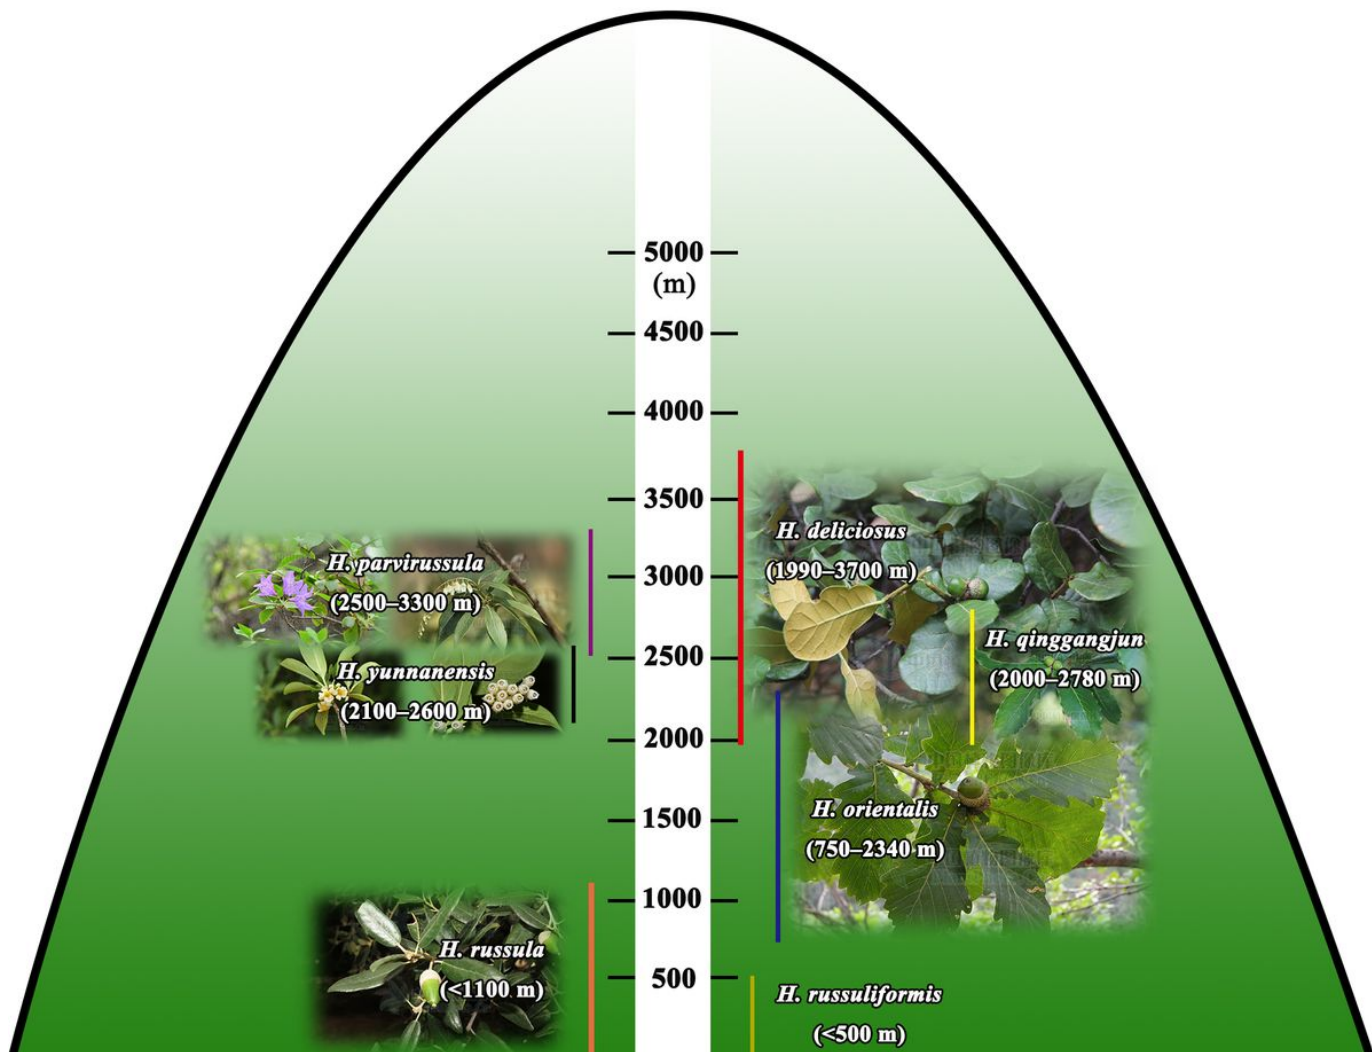 5000
(m)
4500
4000
3500
3000
2500
2000
1500
1000
500
H. parvirussula
(2500–3300 m)
H. yunnanensis
(2100–2600 m)
H. russula
(<1100 m)
H. deliciosus
(1990–3700 m)
H. qinggangjun
(2000–2780 m)
H. orientalis
(750–2340 m)
H. russuliformis
(<500 m)